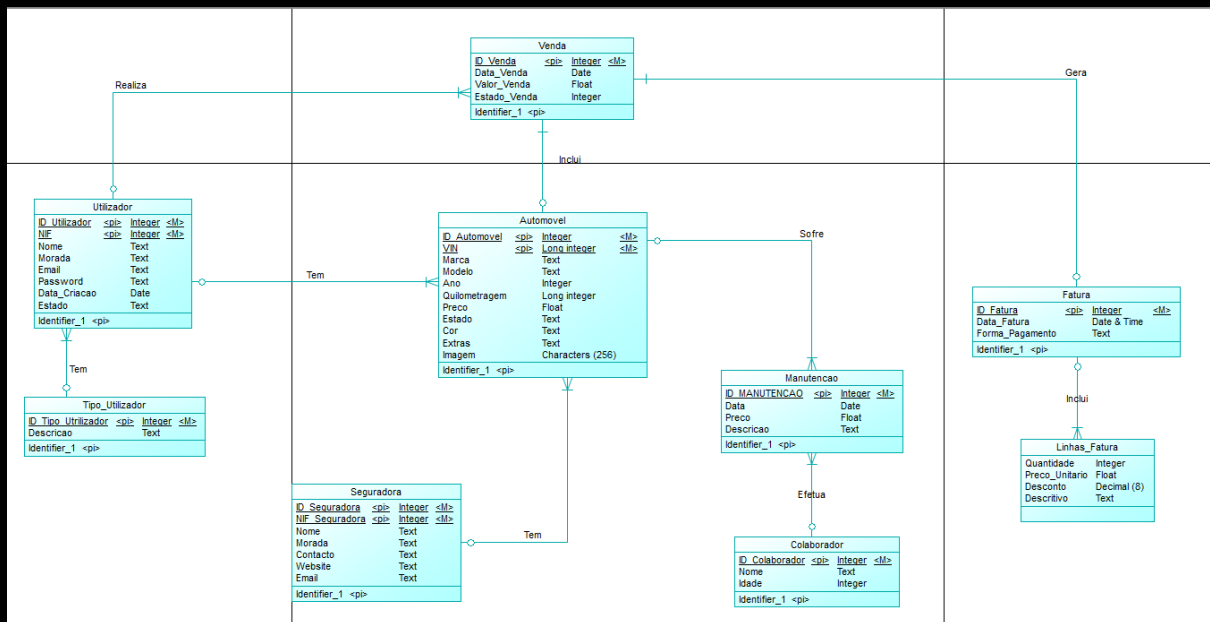 Venda
ID_Venda <pi> Integer <M>
Data_Venda Date
Valor_Venda Float
Estado_Venda Integer
Identifier_1 <pi>
Realiza
Gera
Inclui
Utilizador
ID_Utilizador <pi> Integer <M>
NIF <pi> Integer <M>
Nome Text
Morada Text
Email Text
Password Text
Data_Criacao Date
Estado Text
Identifier_1 <pi>
Tem
Automovel
ID_Automovel <pi> Integer <M>
VIN <pi> Long integer <M>
Marca Text
Modelo Text
Ano Integer
Quilometragem Long integer
Preco Float
Estado Text
Cor Text
Extras Text
Imagem Characters (256)
Identifier_1 <pi>
Sofre
Fatura
ID_Fatura <pi> Integer <M>
Data_Fatura Date & Time
Forma_Pagamento Text
Identifier_1 <pi>
Tem
Tipo_Utilizador
ID_Tipo_Utrilizador <pi> Integer <M>
Descricao Text
Identifier_1 <pi>
Manutencao
ID_MANUTENCAO <pi> Integer <M>
Data Date
Preco Float
Descricao Text
Identifier_1 <pi>
Inclui
Linhas_Fatura
Quantidade Integer
Preco_Unitario Float
Desconto Decimal (8)
Descritivo Text
Seguradora
ID_Seguradora <pi> Integer <M>
NIF_Seguradora <pi> Integer <M>
Nome Text
Morada Text
Contacto Text
Website Text
Email Text
Identifier_1 <pi>
Tem
Efetua
Colaborador
ID_Colaborador <pi> Integer <M>
Nome Text
Idade Integer
Identifier_1 <pi>